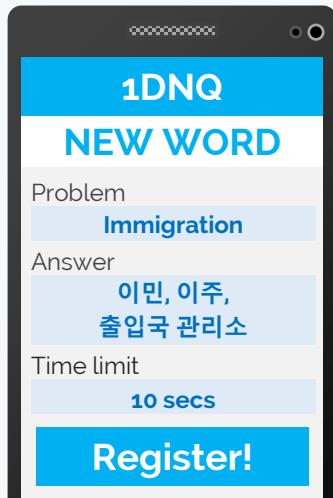 1DNQ
NEW WORD
Problem
Immigration
Answer
이민, 이주,
출입국 관리소
Time limit
10 secs
Register!